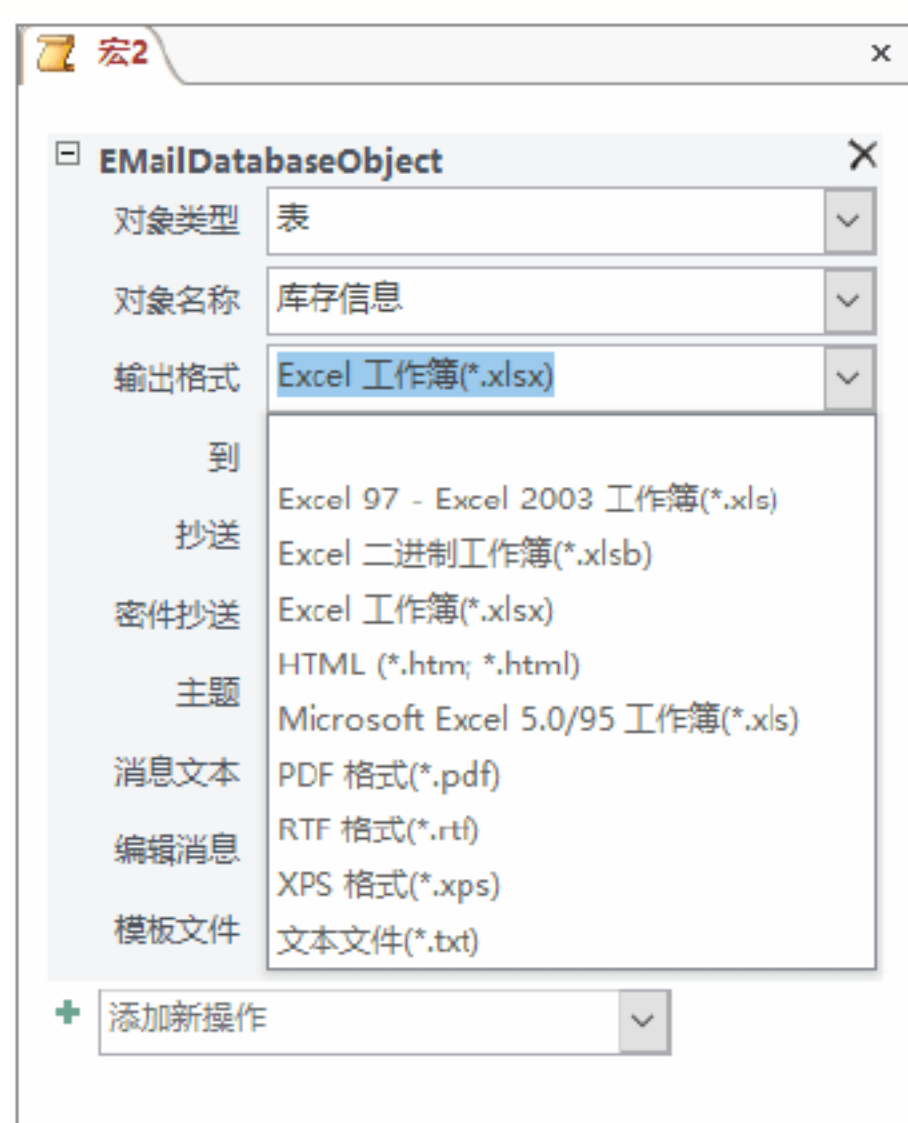 宏2
EMailDatabaseObject
对象类型 表
对象名称 库存信息
输出格式 Excel 工作簿(*.xlsx)
到
Excel 97 - Excel 2003 工作簿(*.xls)
抄送
Excel 二进制工作簿(*.xlsb)
密件抄送 Excel 工作簿(*.xlsx)
HTML (*.htm; *.html)
主题
Microsoft Excel 5.0/95 工作簿(*.xls)
消息文本 PDF 格式(*.pdf)
RTF 格式(*.rtf)
编辑消息
XPS 格式(*.xps)
模板文件 文本文件(*.txt)
添加新操作